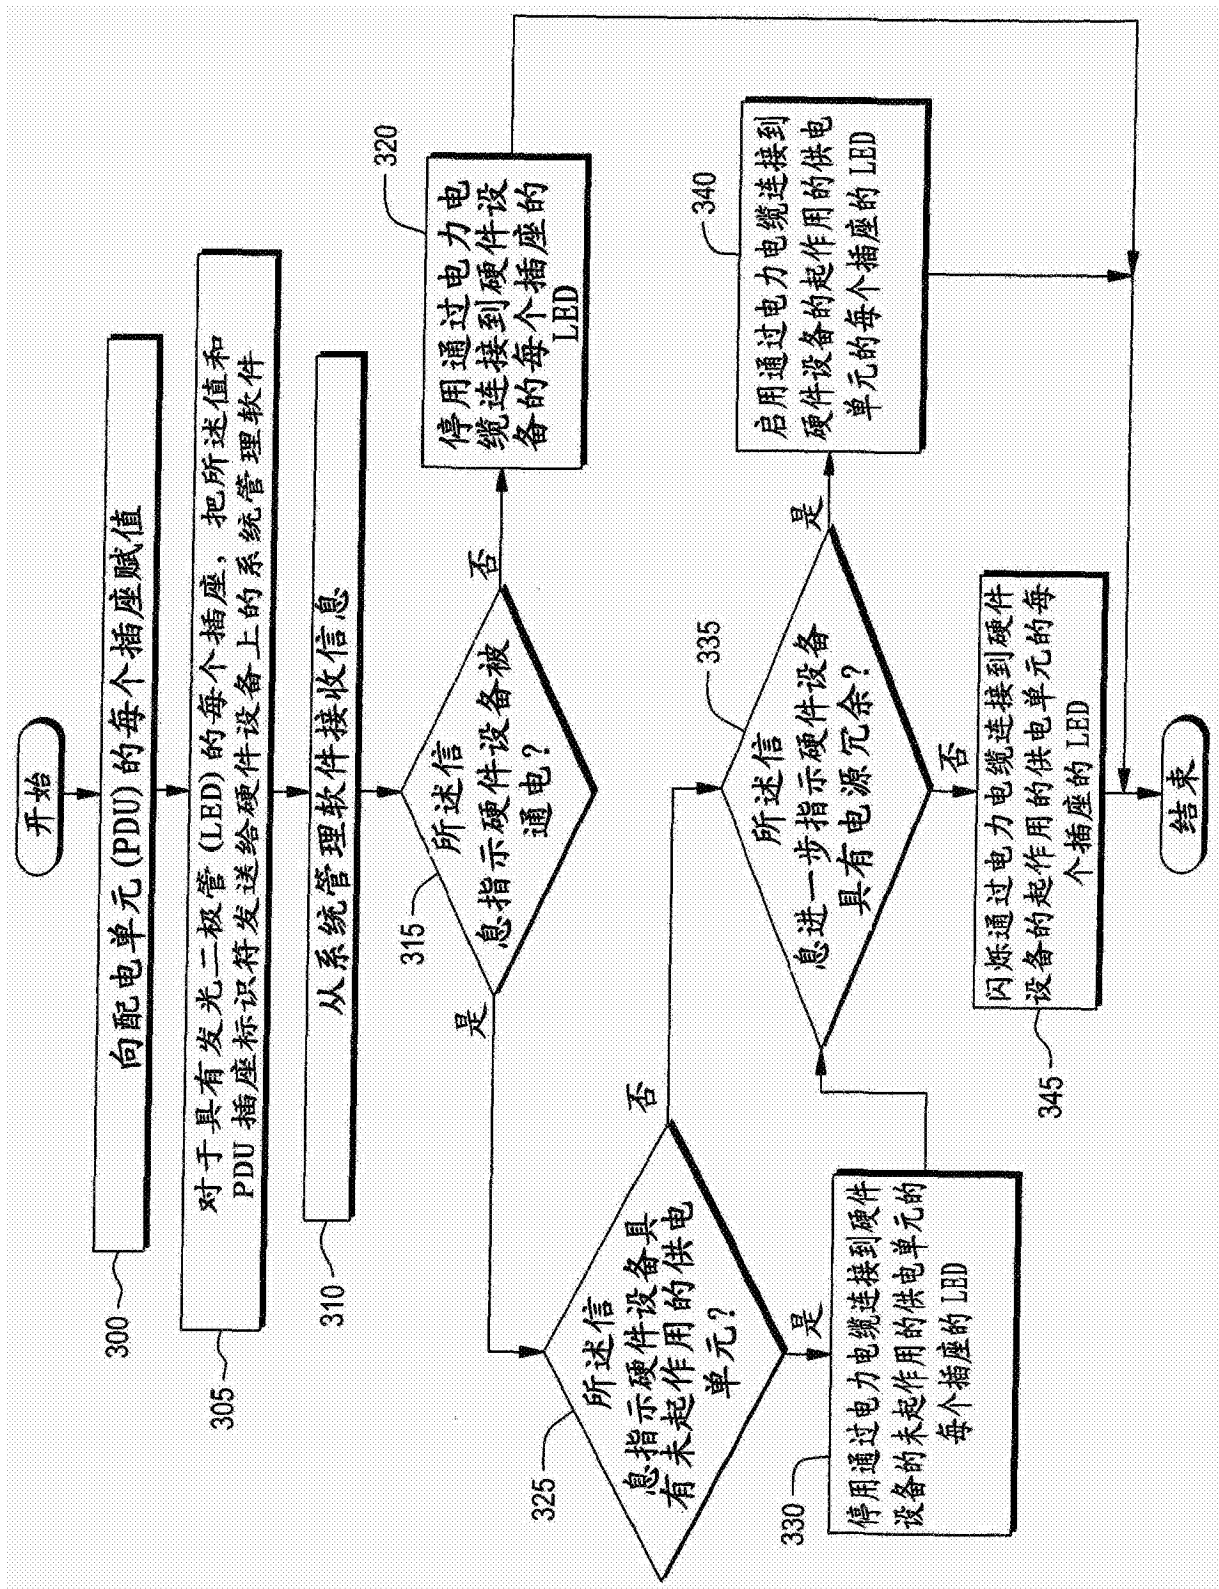 开始
向配电单元(PDU)的每个插座赋值
300
对于具有发光二极管(LED)的每个插座，把所述值和
PDU插座标识符发送给硬件设备上的系统管理软件
305
从系统管理软件接收信息
310
所述信
息指示硬件设备被
通电?
315
否
停用通过电力电
缆连接到硬件设
备的每个插座的
LED
320
是
所述信
息指示硬件设备具
有未起作用的供电
单元?
325
是
停用通过电力电缆连接到硬件
设备的未起作用的供电单元的
每个插座的LED
330
否
所述信
息进一步指示硬件设备
具有电源冗余?
335
是
启用通过电力电缆连接到
硬件设备的起作用的供电
单元的每个插座的LED
340
否
闪烁通过电力电缆连接到硬件
设备的起作用的供电单元的每
个插座的LED
345
结束